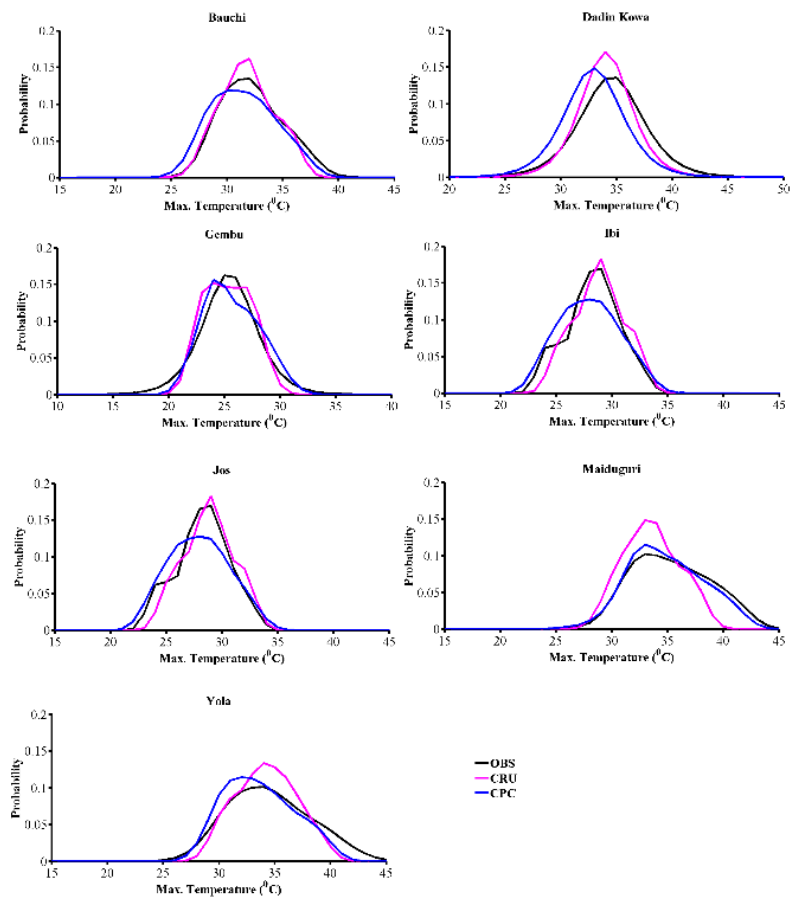 Bauchi
0.2
0.15
0.1
0.05
0
Probability
15 20 25 30 35 40 45
Max. Temperature (⁰C)
Dadin Kowa
0.2
0.15
0.1
0.05
0
Probability
20 25 30 35 40 45 50
Max. Temperature (⁰C)
Gembu
0.2
0.15
0.1
0.05
0
Probability
10 15 20 25 30 35 40
Max. Temperature (⁰C)
Ibi
0.2
0.15
0.1
0.05
0
Probability
15 20 25 30 35 40 45
Max. Temperature (⁰C)
Jos
0.2
0.15
0.1
0.05
0
Probability
15 20 25 30 35 40 45
Max. Temperature (⁰C)
Maiduguri
0.2
0.15
0.1
0.05
0
Probability
15 20 25 30 35 40 45
Max. Temperature (⁰C)
Yola
0.2
0.15
0.1
0.05
0
Probability
15 20 25 30 35 40 45
Max. Temperature (⁰C)
OBS
CRU
CPC